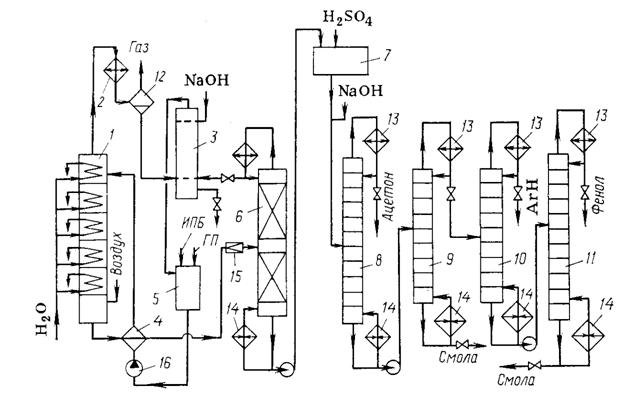 H₂SO₄
7
Газ
2
12
NaOH
NaOH
1
3
13
13
13
13
Ацетон
ArH
Фенол
6
ИПБ
ГП
Воздух
15
5
8
9
10
11
H₂O
4
14
14
14
14
14
16
Смола
Смола